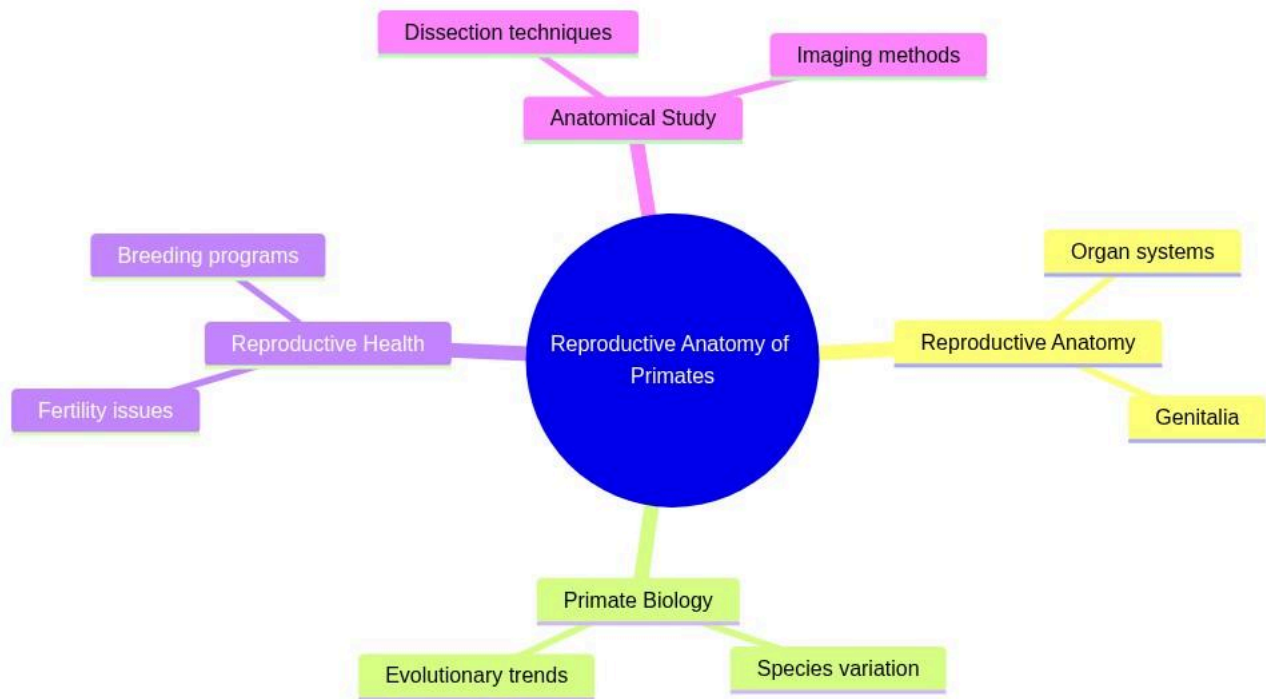 Dissection techniques
Imaging methods
Anatomical Study
Breeding programs
Organ systems
Reproductive Health
Reproductive Anatomy of
Primates
Reproductive Anatomy
Fertility issues
Genitalia
Primate Biology
Evolutionary trends
Species variation